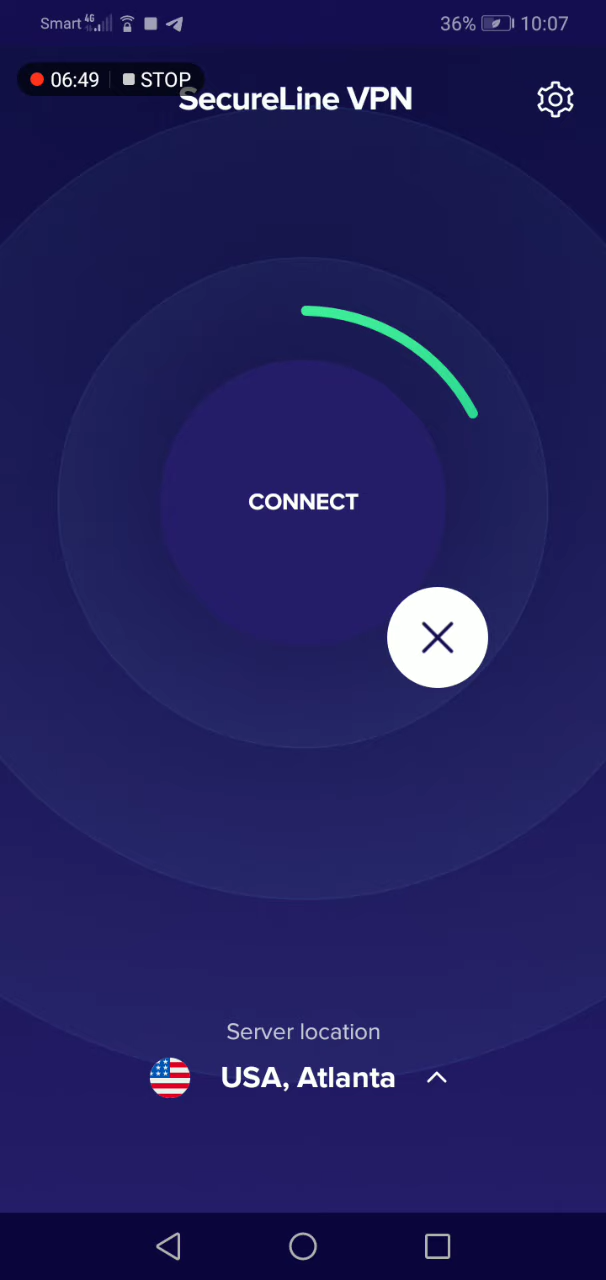 Smart 4G 36% 10:07
06:49 STOP
SecureLine VPN
CONNECT
Server location
USA, Atlanta